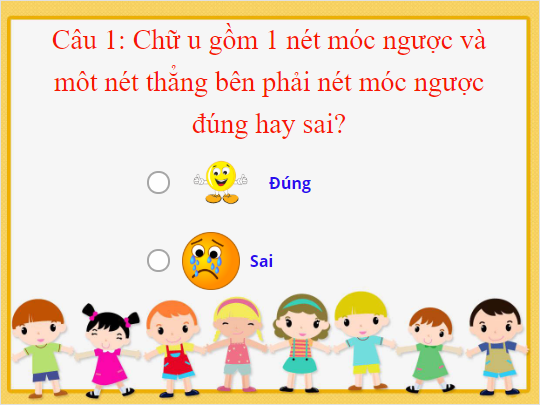 Câu 1: Chữ u gồm 1 nét móc ngược và
môt nét thẳng bên phải nét móc ngược
đúng hay sai?
Đúng
Sai